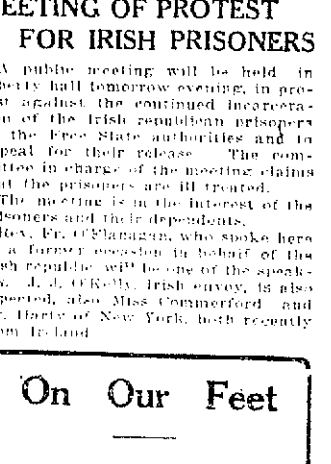 EETING OF PROTEST
FOR IRISH PRISONERS
A public meeting will be held in
berty hall tomorrow evening, in pro-
st against the continued incarcera-
n of the Irish republican prisoners
the Free State authorities and to
peal for their release. The com-
ttee in charge of the meeting claims
at the prisoners are ill treated.
The meeting is in the interest of the
isoners and their dependents.
Rev. Fr. O'Flanagan, who spoke here
a former occasion in behalf of the
sh republic will be one of the speak-
J. J. O'Kelly, Irish envoy, is also
pected, also Miss Commerford and
Harty of New York, both recently
om Ireland
On Our Feet